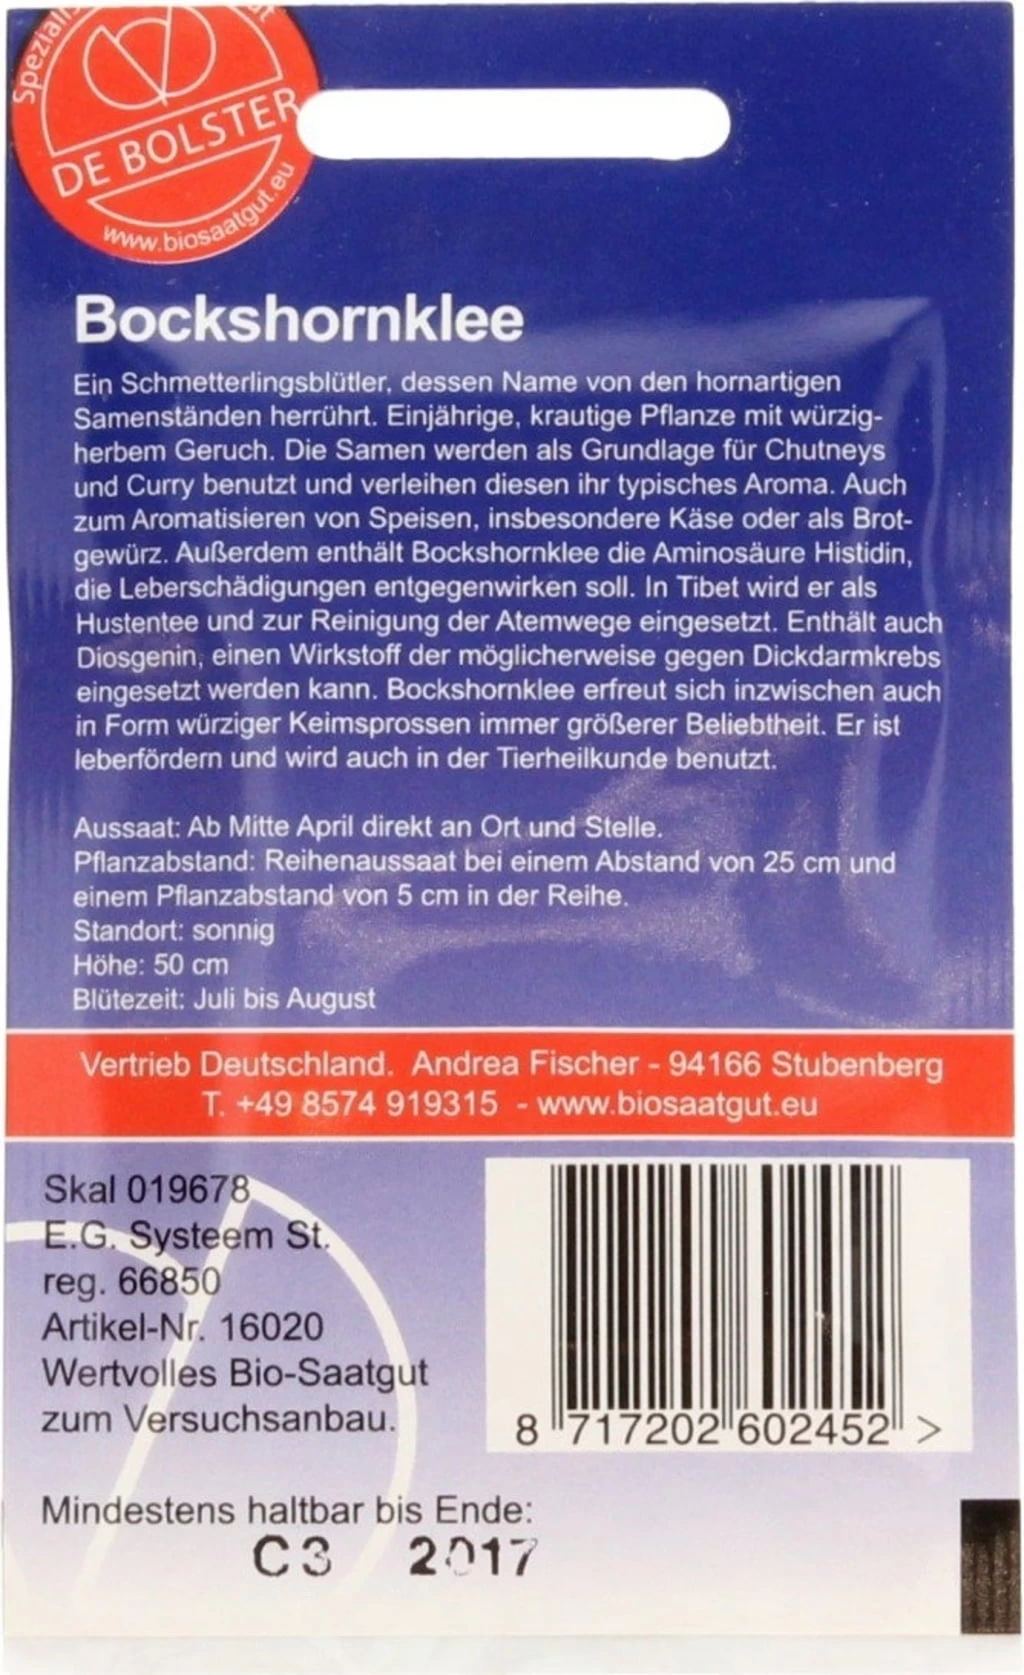 DE BOLSTER
www.biosaatgut.eu
Bockshornklee
Ein Schmetterlingsblütler, dessen Name von den hornartigen
Samenständen herrührt. Einjährige, krautige Pflanze mit würzig-
herbem Geruch. Die Samen werden als Grundlage für Chutneys
und Curry benutzt und verleihen diesen ihr typisches Aroma. Auch
zum Aromatisieren von Speisen, insbesondere Käse oder als Brot-
gewürz. Außerdem enthält Bockshornklee die Aminosäure Histidin,
die Leberschädigungen entgegenwirken soll. In Tibet wird er als
Hustentee und zur Reinigung der Atemwege eingesetzt. Enthält auch
Diosgenin, einen Wirkstoff der möglicherweise gegen Dickdarmkrebs
eingesetzt werden kann. Bockshornklee erfreut sich inzwischen auch
in Form würziger Keimsprossen immer größerer Beliebtheit. Er ist
leberfördern und wird auch in der Tierheilkunde benutzt.
Aussaat: Ab Mitte April direkt an Ort und Stelle.
Pflanzabstand: Reihenaussaat bei einem Abstand von 25 cm und
einem Pflanzabstand von 5 cm in der Reihe.
Standort: sonnig
Höhe: 50 cm
Blütezeit: Juli bis August
Vertrieb Deutschland. Andrea Fischer - 94166 Stubenberg
T. +49 8574 919315 - www.biosaatgut.eu
Skal 019678
E.G. Systeem St.
reg. 66850
Artikel-Nr. 16020
Wertvolles Bio-Saatgut
zum Versuchsanbau.
8 717202 602452 >
Mindestens haltbar bis Ende:
C3 2017